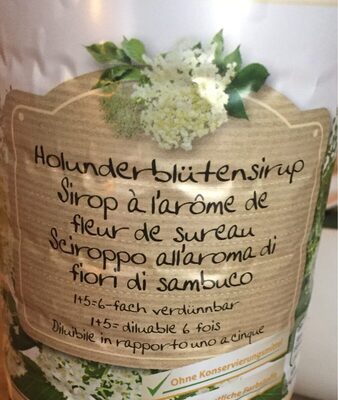 Holunderblütensirup
Sirop à l'arôme de
fleur de sureau
Sciroppo all'aroma di
fiori di sambuco
1+5=6-fach verdünnbar
1+5= diluable 6 fois
Diluibile in rapporto uno a cinque
Ohne Konservierungsmittel